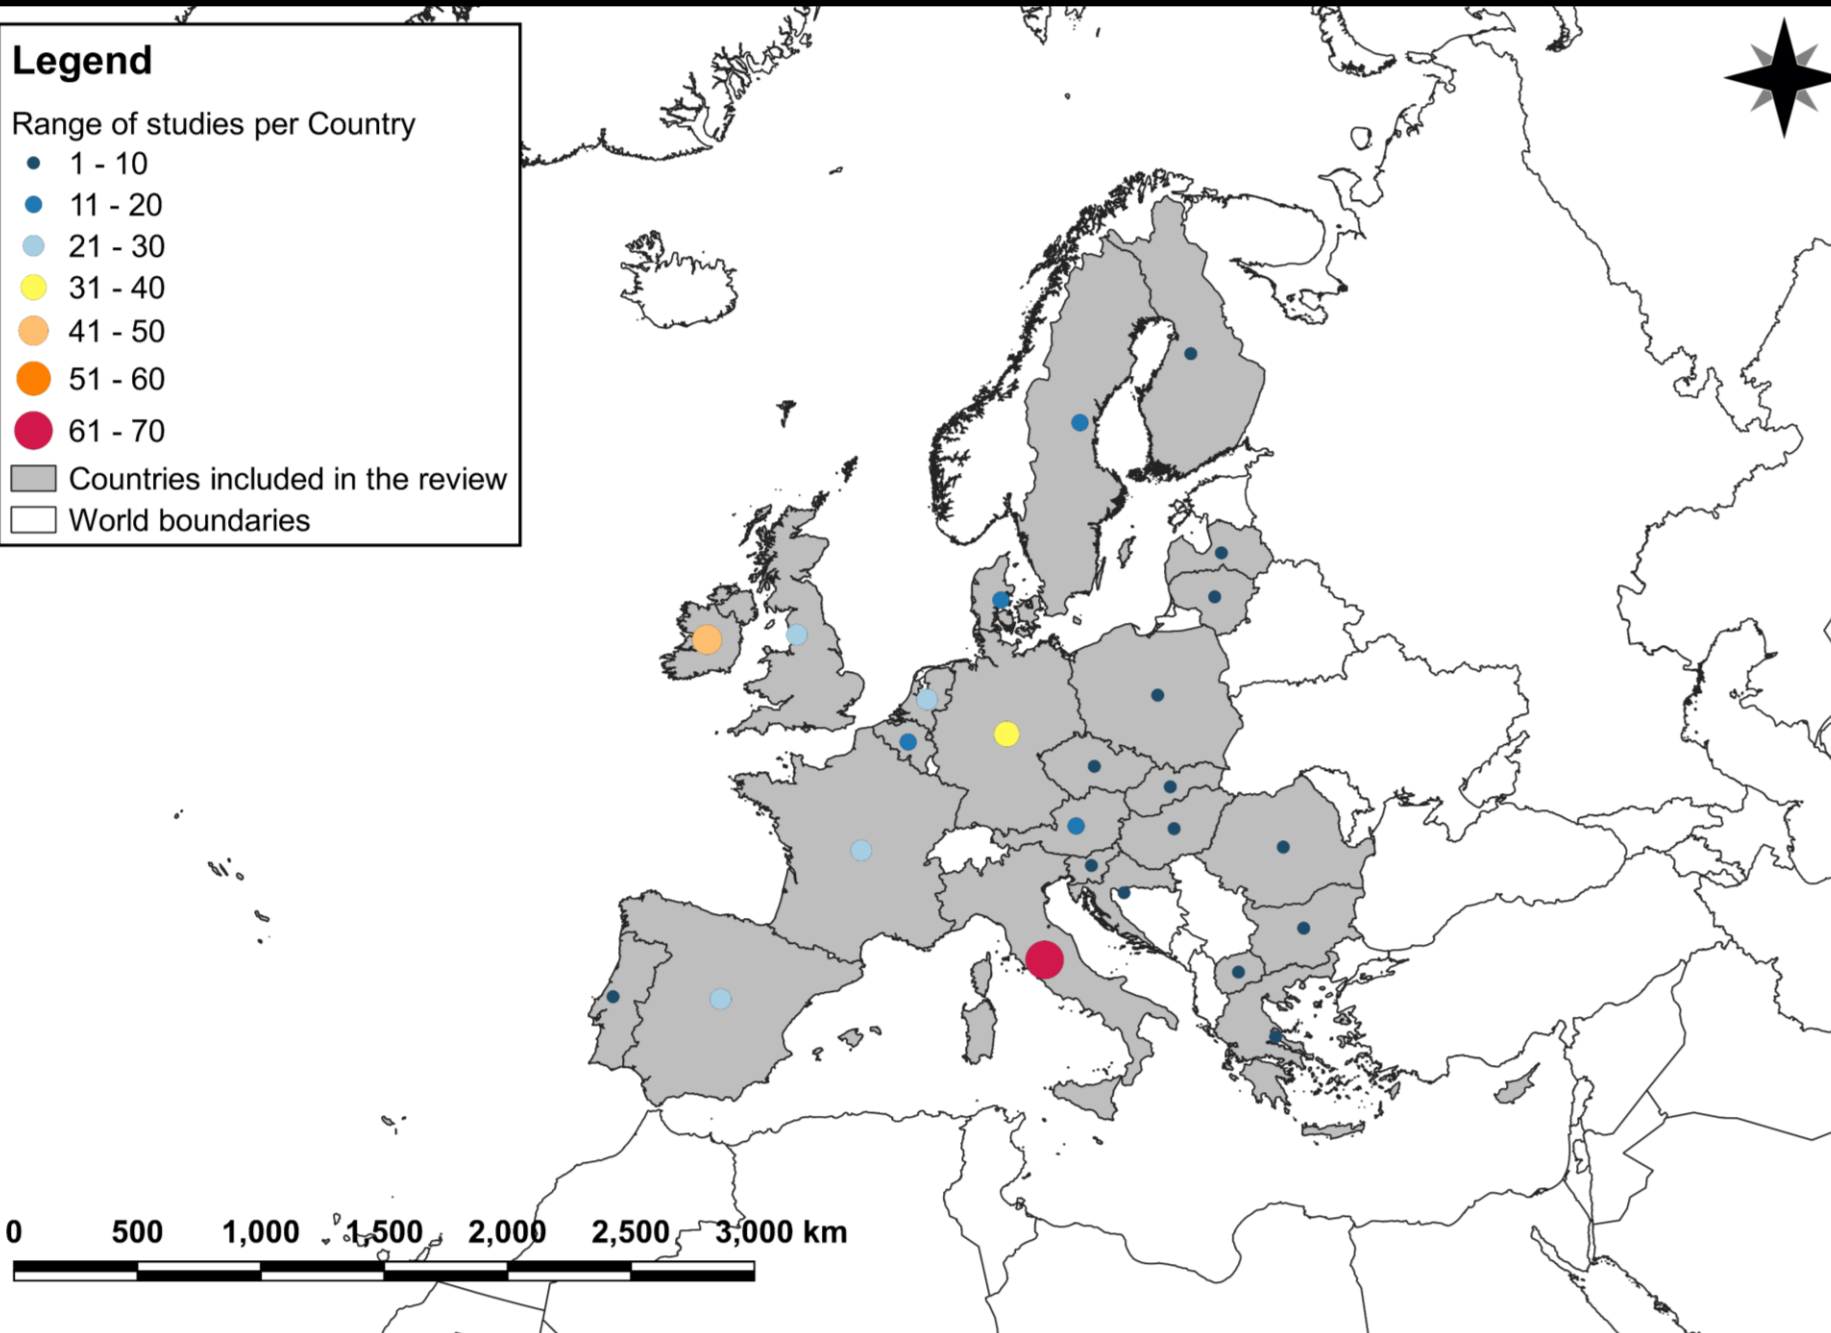 Legend
Range of studies per Country
1 - 10
11 - 20
21 - 30
31 - 40
41 - 50
51 - 60
61 - 70
Countries included in the review
World boundaries
0 500 1,000 1,500 2,000 2,500 3,000 km